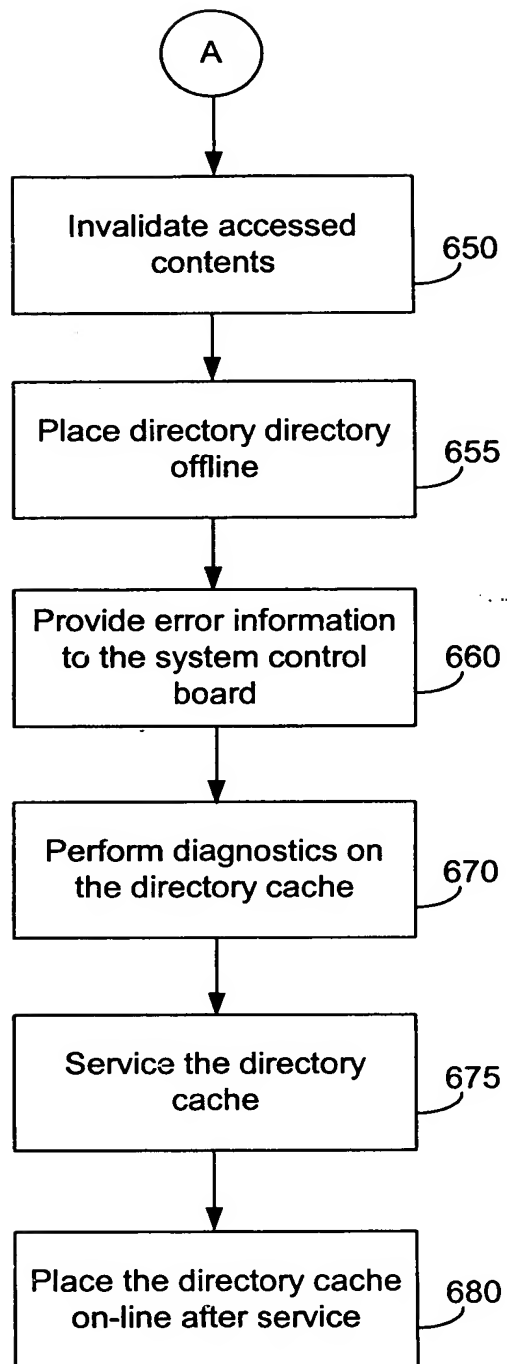 A
Invalidate accessed
contents
650
Place directory directory
offline
655
Provide error information
to the system control
board
660
Perform diagnostics on
the directory cache
670
Service the directory
cache
675
Place the directory cache
on-line after service
680